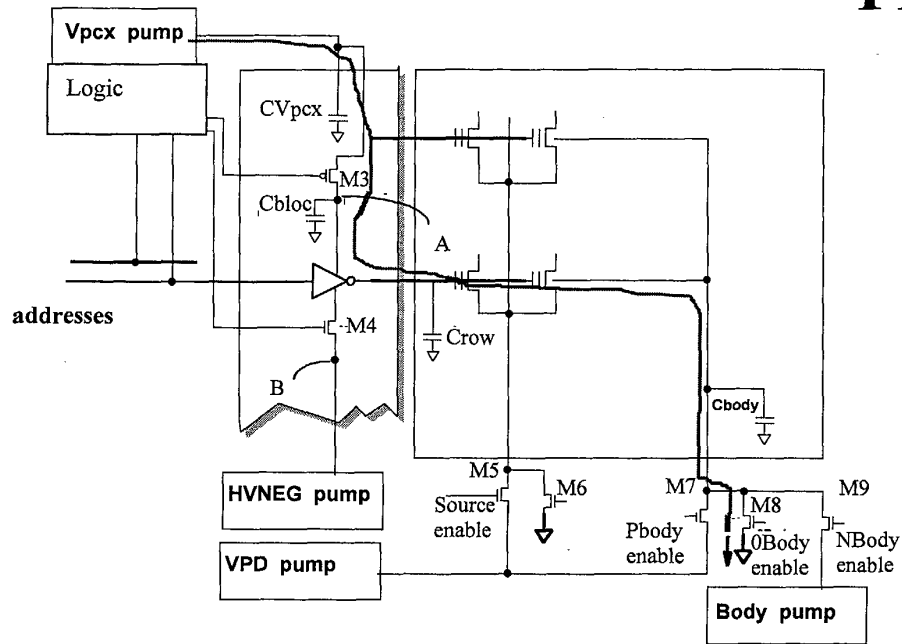 Vpcx pump
Logic
CVpcx
M3
Cbloc
A
addresses
M4
Crow
B
Cbody
HVNEG pump
M5
M6
M7
M8
M9
Source
enable
Pbody
enable
0Body
enable
NBody
enable
VPD pump
Body pump